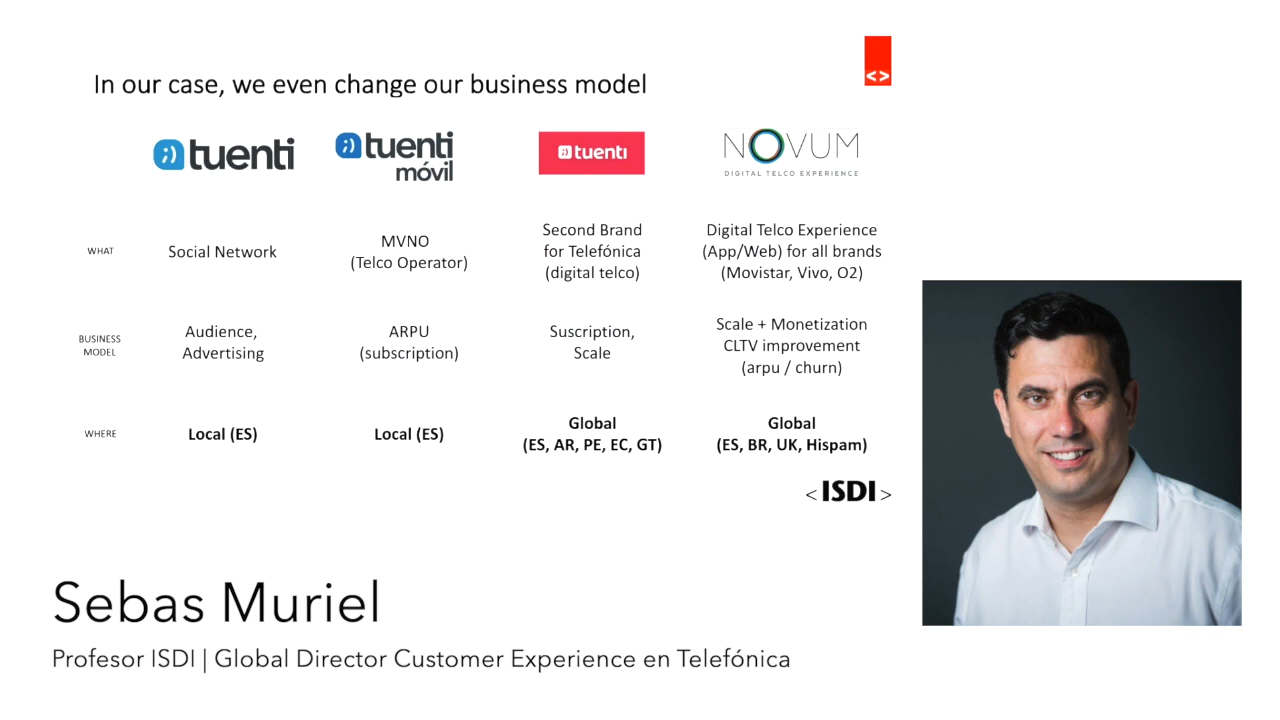 <>
In our case, we even change our business model
tuenti
tuenti
móvil
tuenti
NOVUM
DIGITAL TELCO EXPERIENCE
WHAT
Social Network
MVNO
(Telco Operator)
Second Brand
for Telefónica
(digital telco)
Digital Telco Experience
(App/Web) for all brands
(Movistar, Vivo, O2)
BUSINESS
MODEL
Audience,
Advertising
ARPU
(subscription)
Suscription,
Scale
Scale + Monetization
CLTV improvement
(arpu / churn)
WHERE
Local (ES)
Local (ES)
Global
(ES, AR, PE, EC, GT)
Global
(ES, BR, UK, Hispam)
<ISDI>
Sebas Muriel
Profesor ISDI | Global Director Customer Experience en Telefónica